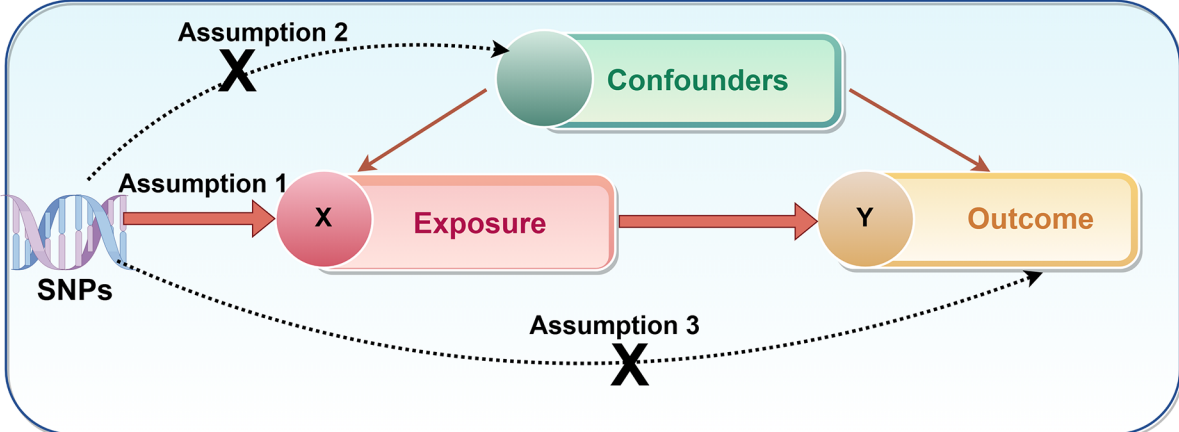 Assumption 2
X
Confounders
Assumption 1
X
Exposure
Y
Outcome
SNPs
Assumption 3
X